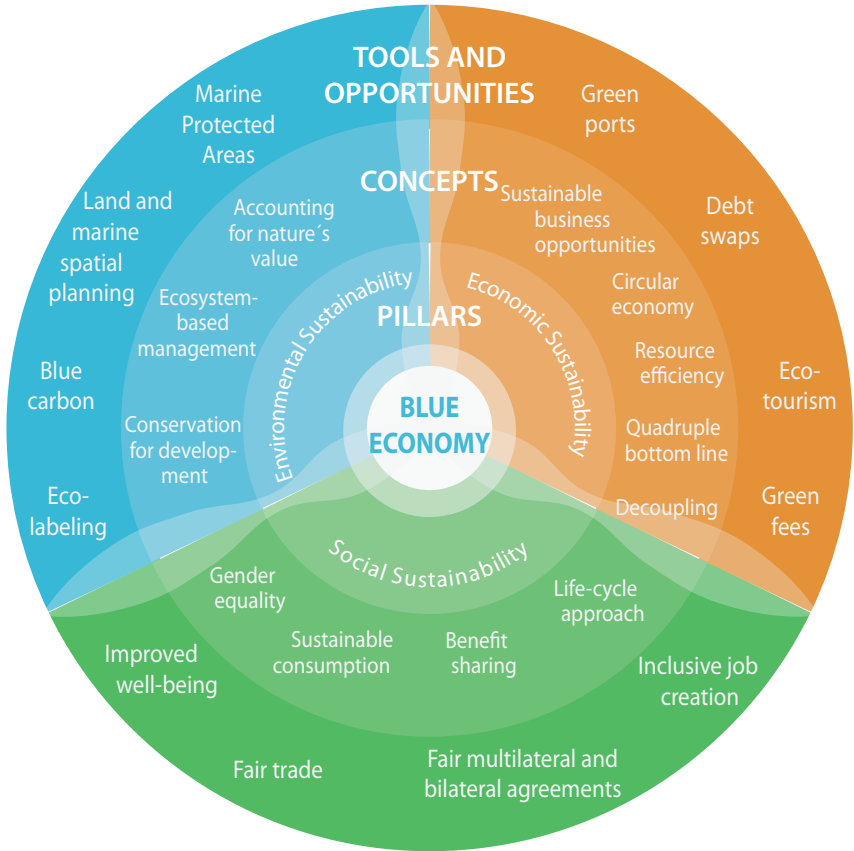 TOOLS AND
OPPORTUNITIES
CONCEPTS
PILLARS
BLUE
ECONOMY
Environmental Sustainability
Economic Sustainability
Social Sustainability
Marine
Protected
Areas
Land and
marine
spatial
planning
Blue
carbon
Eco-
labeling
Accounting
for nature´s
value
Ecosystem-
based
management
Conservation
for develop-
ment
Green
ports
Debt
swaps
Eco-
tourism
Green
fees
Sustainable
business
opportunities
Circular
economy
Resource
efficiency
Quadruple
bottom line
Decoupling
Gender
equality
Sustainable
consumption
Benefit
sharing
Life-cycle
approach
Improved
well-being
Fair trade
Fair multilateral and
bilateral agreements
Inclusive job
creation